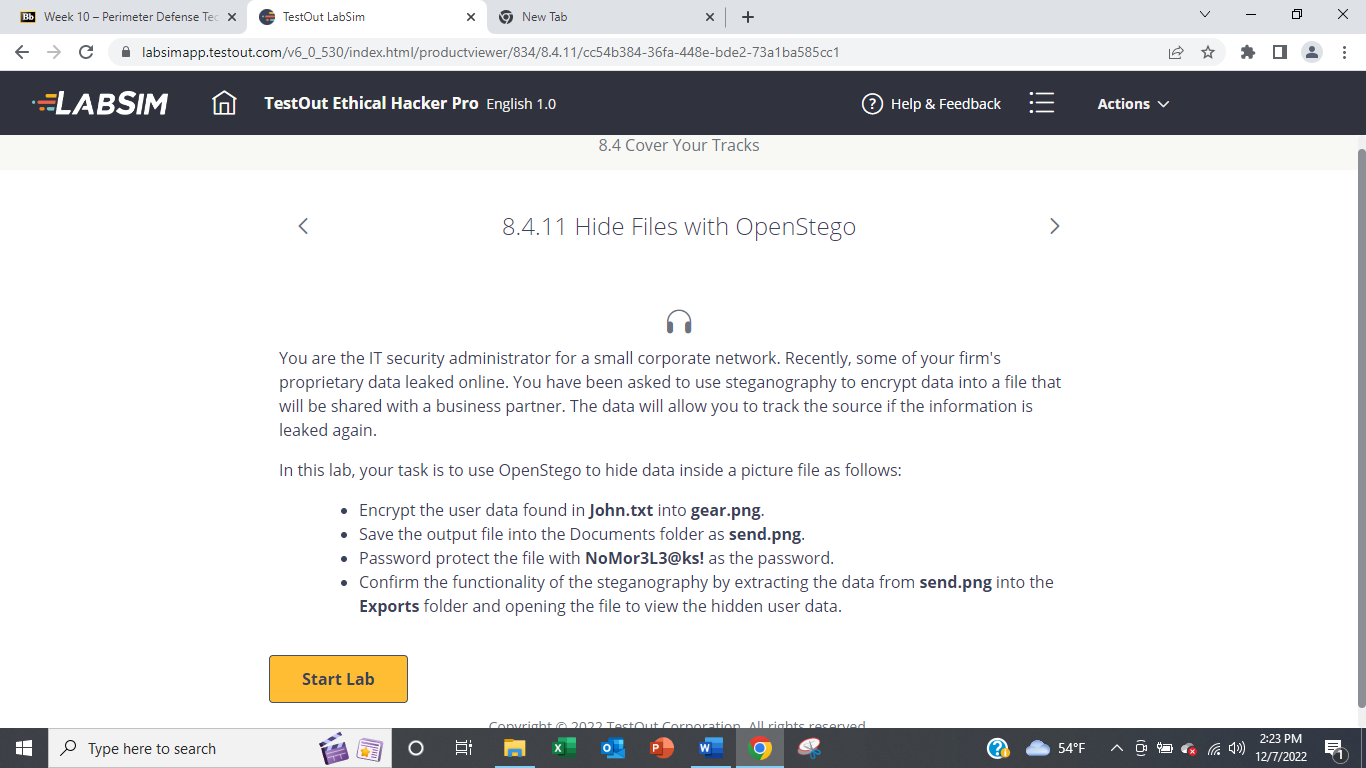 Week 10 – Perimeter Defense Tec
TestOut LabSim
New Tab
labsimapp.testout.com/v6_0_530/index.html/productviewer/834/8.4.11/cc54b384-36fa-448e-bde2-73a1ba585cc1
LABSIM
TestOut Ethical Hacker Pro English 1.0
Help & Feedback
Actions
8.4 Cover Your Tracks
8.4.11 Hide Files with OpenStego
You are the IT security administrator for a small corporate network. Recently, some of your firm's
proprietary data leaked online. You have been asked to use steganography to encrypt data into a file that
will be shared with a business partner. The data will allow you to track the source if the information is
leaked again.
In this lab, your task is to use OpenStego to hide data inside a picture file as follows:
• Encrypt the user data found in John.txt into gear.png.
• Save the output file into the Documents folder as send.png.
• Password protect the file with NoMor3L3@ks! as the password.
• Confirm the functionality of the steganography by extracting the data from send.png into the
Exports folder and opening the file to view the hidden user data.
Start Lab
Copyright © 2022 TestOut Corporation. All rights reserved.
Type here to search
54°F
2:23 PM
12/7/2022
1